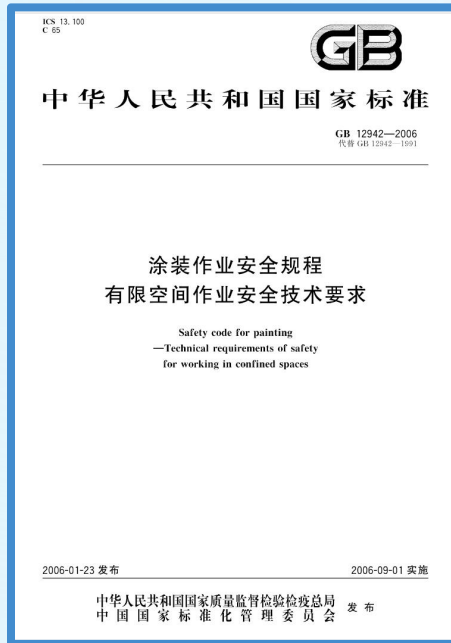 ICS 13.100
C 65
GB
中华人民共和国国家标准
GB 12942—2006
代替 GB 12942—1991
涂装作业安全规程
有限空间作业安全技术要求
Safety code for painting
—Technical requirements of safety
for working in confined spaces
2006-01-23 发布
2006-09-01 实施
中华人民共和国国家质量监督检验检疫总局
中国国家标准化管理委员会
发布